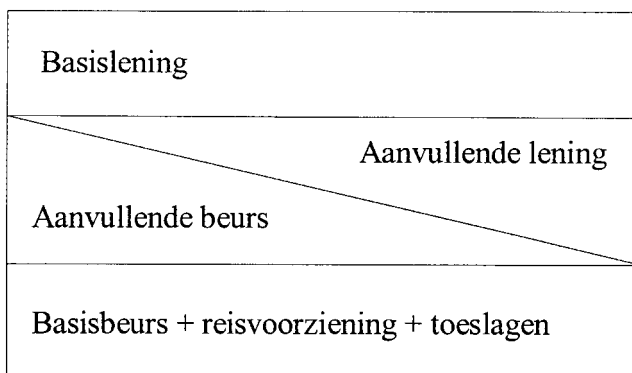 Basislening
Aanvullende lening
Aanvullende beurs
Basisbeurs + reisvoorziening + toeslagen